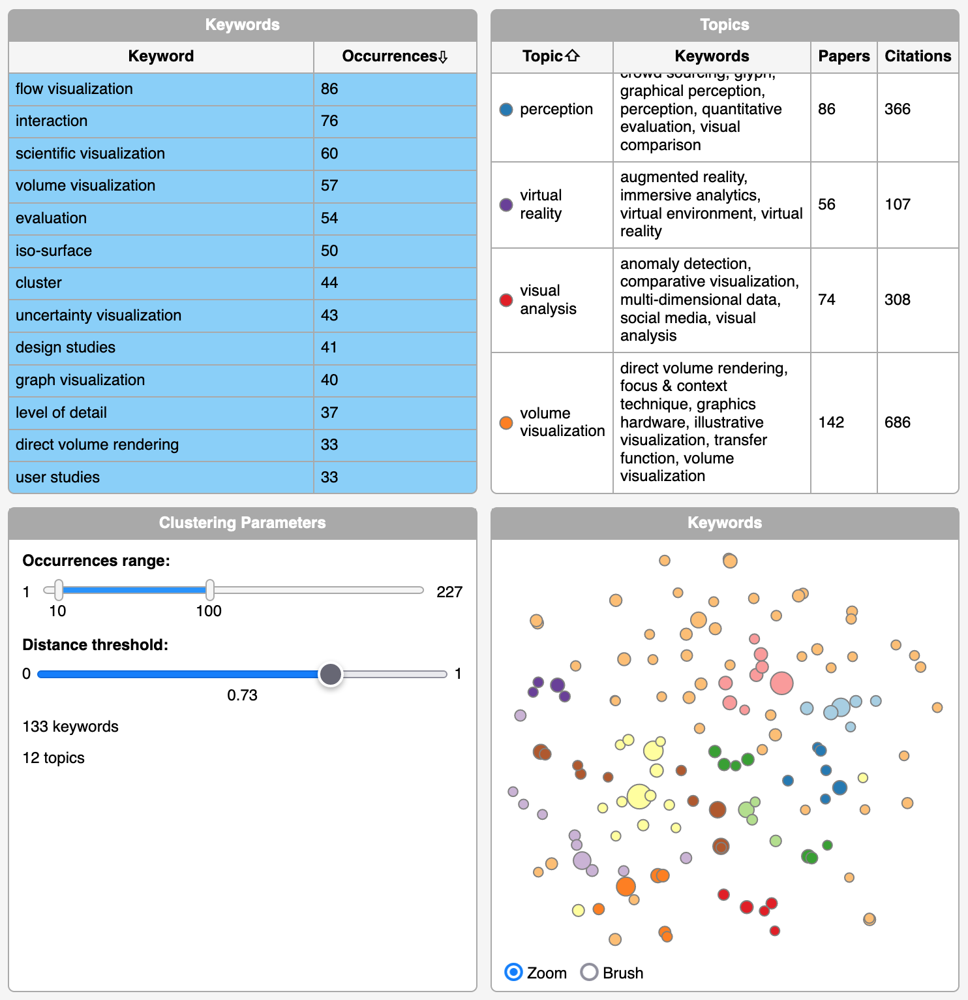 Keywords
Keyword Occurrences⇩
flow visualization 86
interaction 76
scientific visualization 60
volume visualization 57
evaluation 54
iso-surface 50
cluster 44
uncertainty visualization 43
design studies 41
graph visualization 40
level of detail 37
direct volume rendering 33
user studies 33
Topics
Topic⇧ Keywords Papers Citations
crowd sourcing, glyph,
graphical perception,
perception perception, quantitative 86 366
evaluation, visual
comparison
augmented reality,
virtual immersive analytics, 56 107
reality virtual environment, virtual
reality
anomaly detection,
comparative visualization,
visual multi-dimensional data, 74 308
analysis social media, visual
analysis
direct volume rendering,
focus & context
technique, graphics
volume hardware, illustrative 142 686
visualization visualization, transfer
function, volume
visualization
Clustering Parameters
Occurrences range:
1 227
10 100
Distance threshold:
0 1
0.73
133 keywords
12 topics
Keywords
Zoom Brush